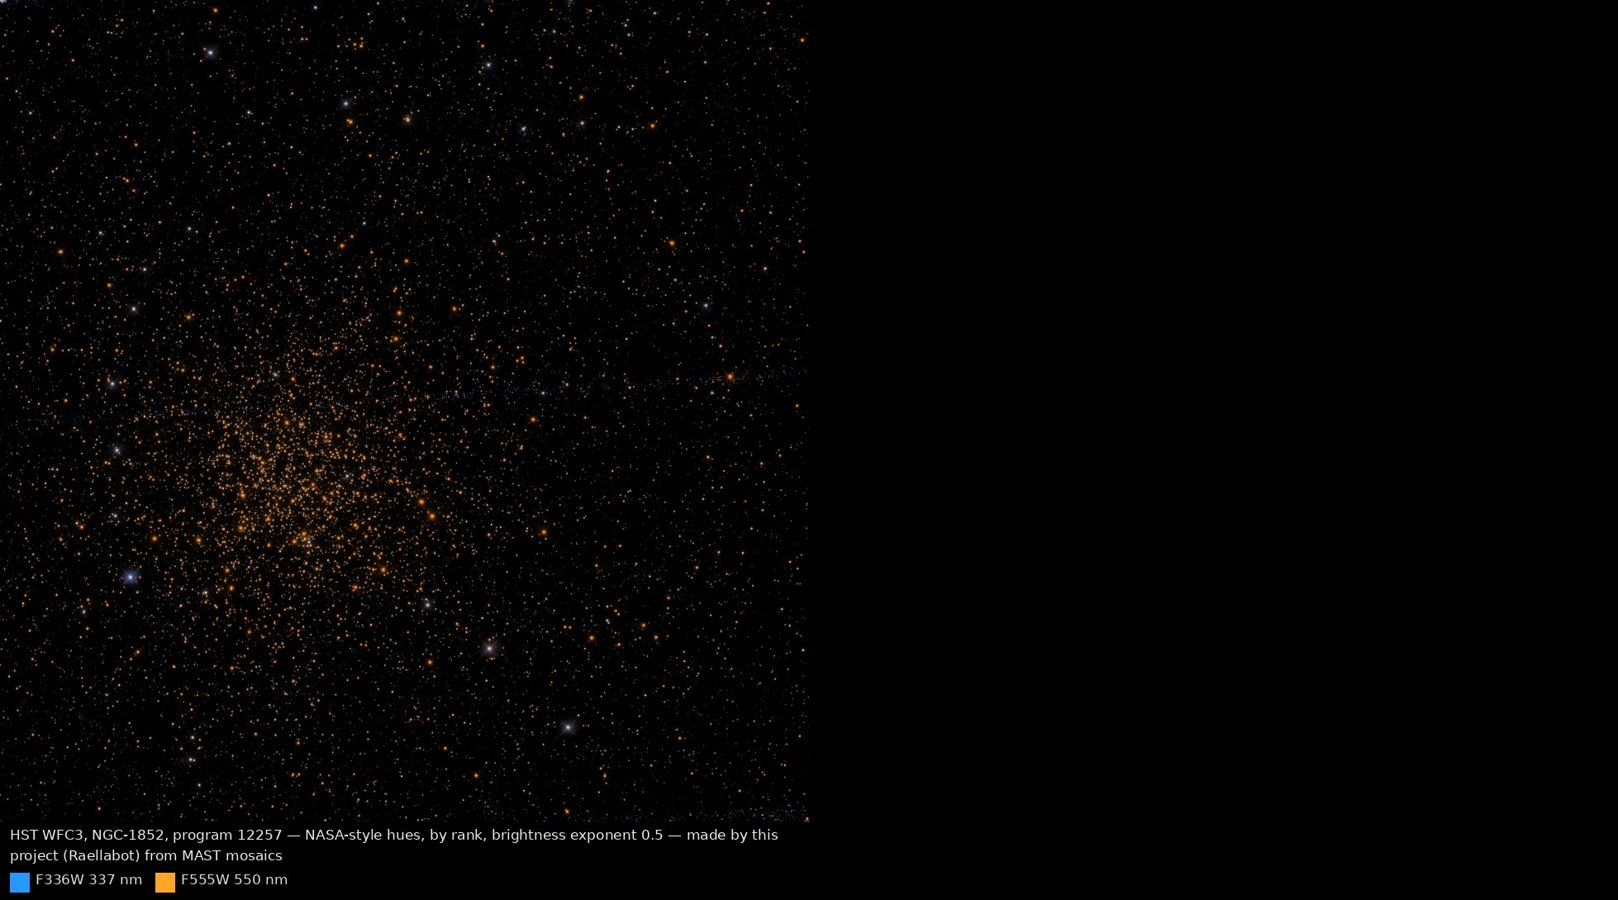 HST WFC3, NGC-1852, program 12257 — NASA-style hues, by rank, brightness exponent 0.5 — made by this
project (Raellabot) from MAST mosaics
F336W 337 nm F555W 550 nm